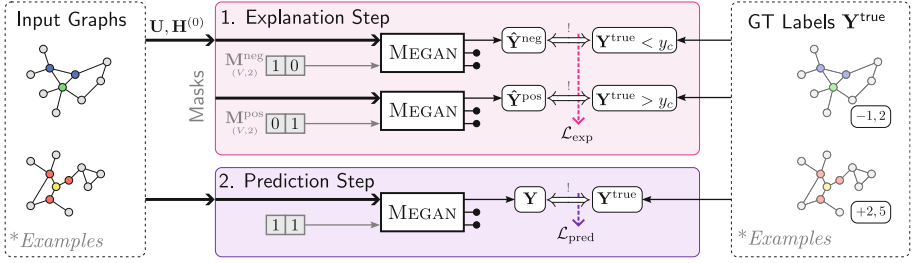 Input Graphs
*Examples
U, H^(0)
Masks
1. Explanation Step
M^neg
(V,2)
1 0
MEGAN
Ŷ^neg
!
Y^true < y_c
M^pos
(V,2)
0 1
MEGAN
Ŷ^pos
!
Y^true > y_c
L_exp
2. Prediction Step
1 1
MEGAN
Y
!
Y^true
L_pred
GT Labels Y^true
−1, 2
+2, 5
*Examples